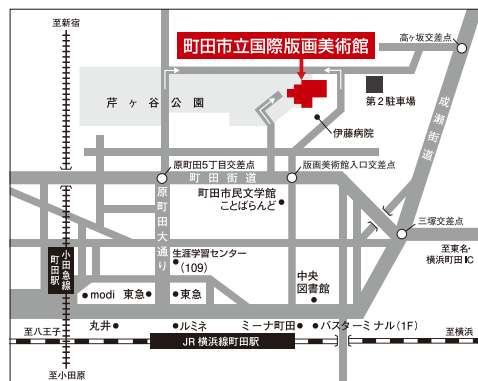 至新宿
高ヶ坂交差点
町田市立国際版画美術館
芹ヶ谷公園
第2駐車場
成瀬街道
伊藤病院
原町田5丁目交差点
版画美術館入口交差点
町田街道
町田市民文学館
ことばらんど
原町田大通り
三塚交差点
至東名・
横浜町田IC
小田急線
町田駅
生涯学習センター
(109)
中央
図書館
modi
東急
東急
丸井
ルミネ
ミーナ町田
バスターミナル(1F)
至八王子
JR横浜線町田駅
至横浜
至小田原